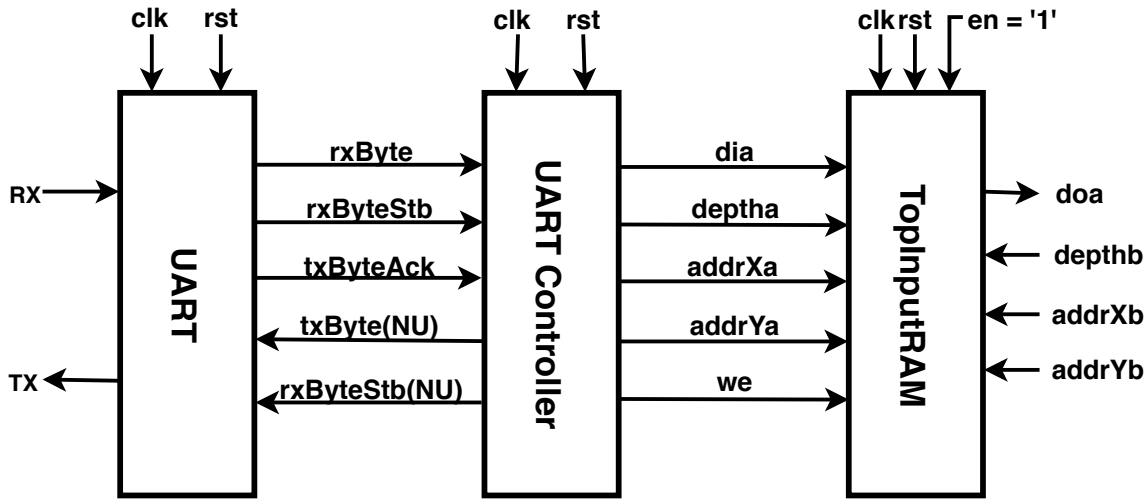 clk rst
clk rst
clk rst en = '1'
RX
TX
UART
rxByte
rxByteStb
txByteAck
txByte(NU)
rxByteStb(NU)
UART Controller
dia
deptha
addrXa
addrYa
we
TopInputRAM
doa
depthb
addrXb
addrYb